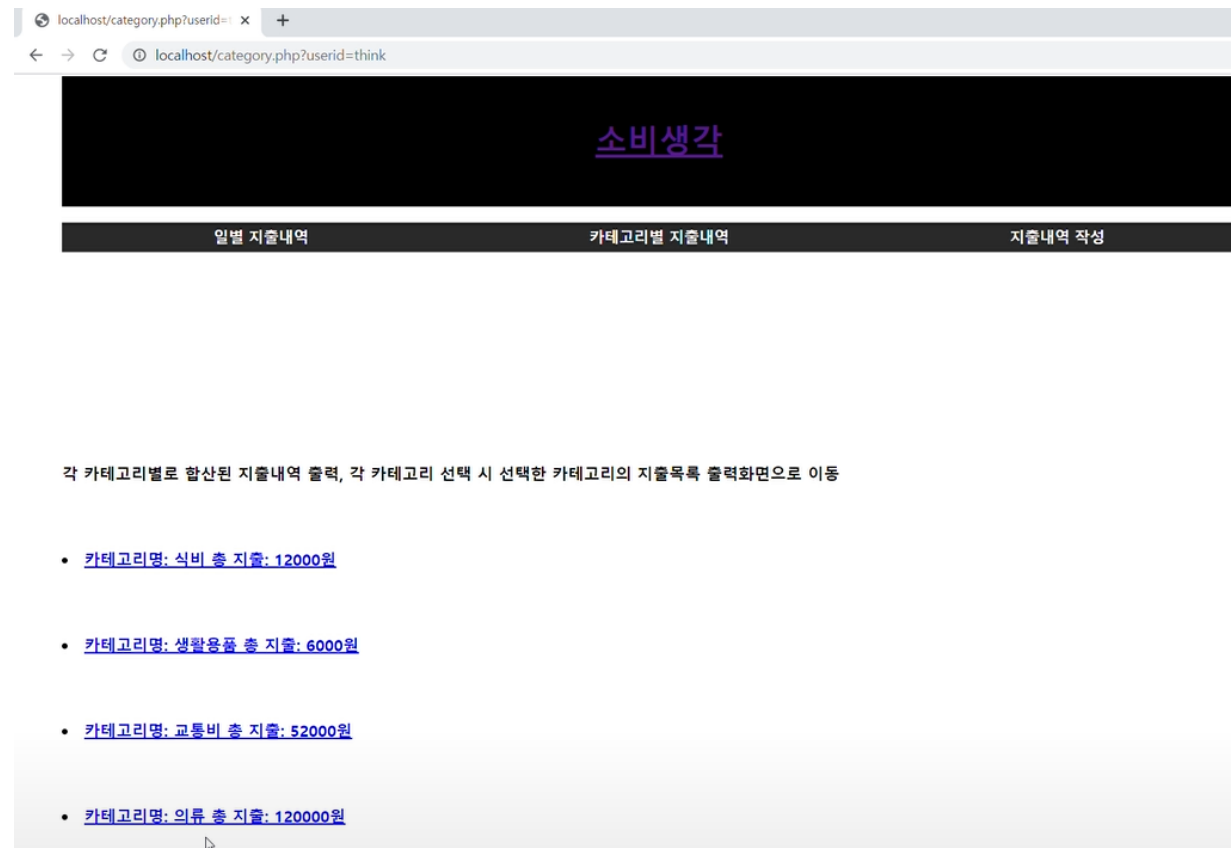 localhost/category.php?userid=
localhost/category.php?userid=think
소비생각
일별 지출내역 카테고리별 지출내역 지출내역 작성
각 카테고리별로 합산된 지출내역 출력, 각 카테고리 선택 시 선택한 카테고리의 지출목록 출력화면으로 이동
카테고리명: 식비 총 지출: 12000원
카테고리명: 생활용품 총 지출: 6000원
카테고리명: 교통비 총 지출: 52000원
카테고리명: 의류 총 지출: 120000원